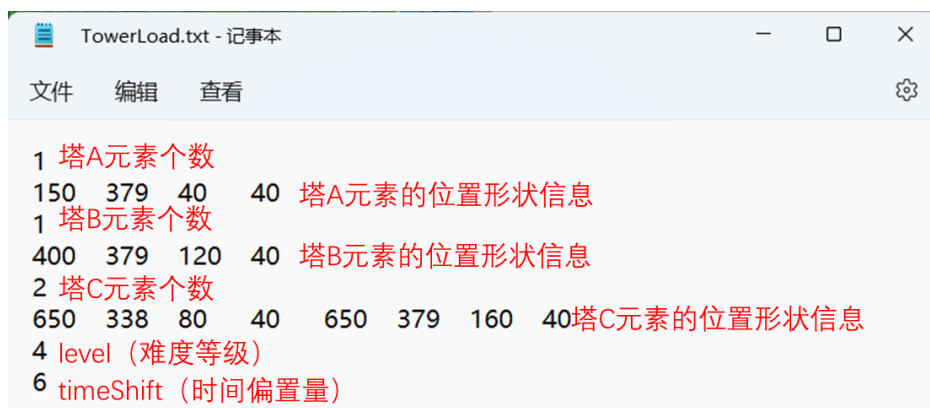 TowerLoad.txt - 记事本
文件 编辑 查看
1 塔A元素个数
150 379 40 40 塔A元素的位置形状信息
1 塔B元素个数
400 379 120 40 塔B元素的位置形状信息
2 塔C元素个数
650 338 80 40 650 379 160 40塔C元素的位置形状信息
4 level（难度等级）
6 timeShift（时间偏置量）